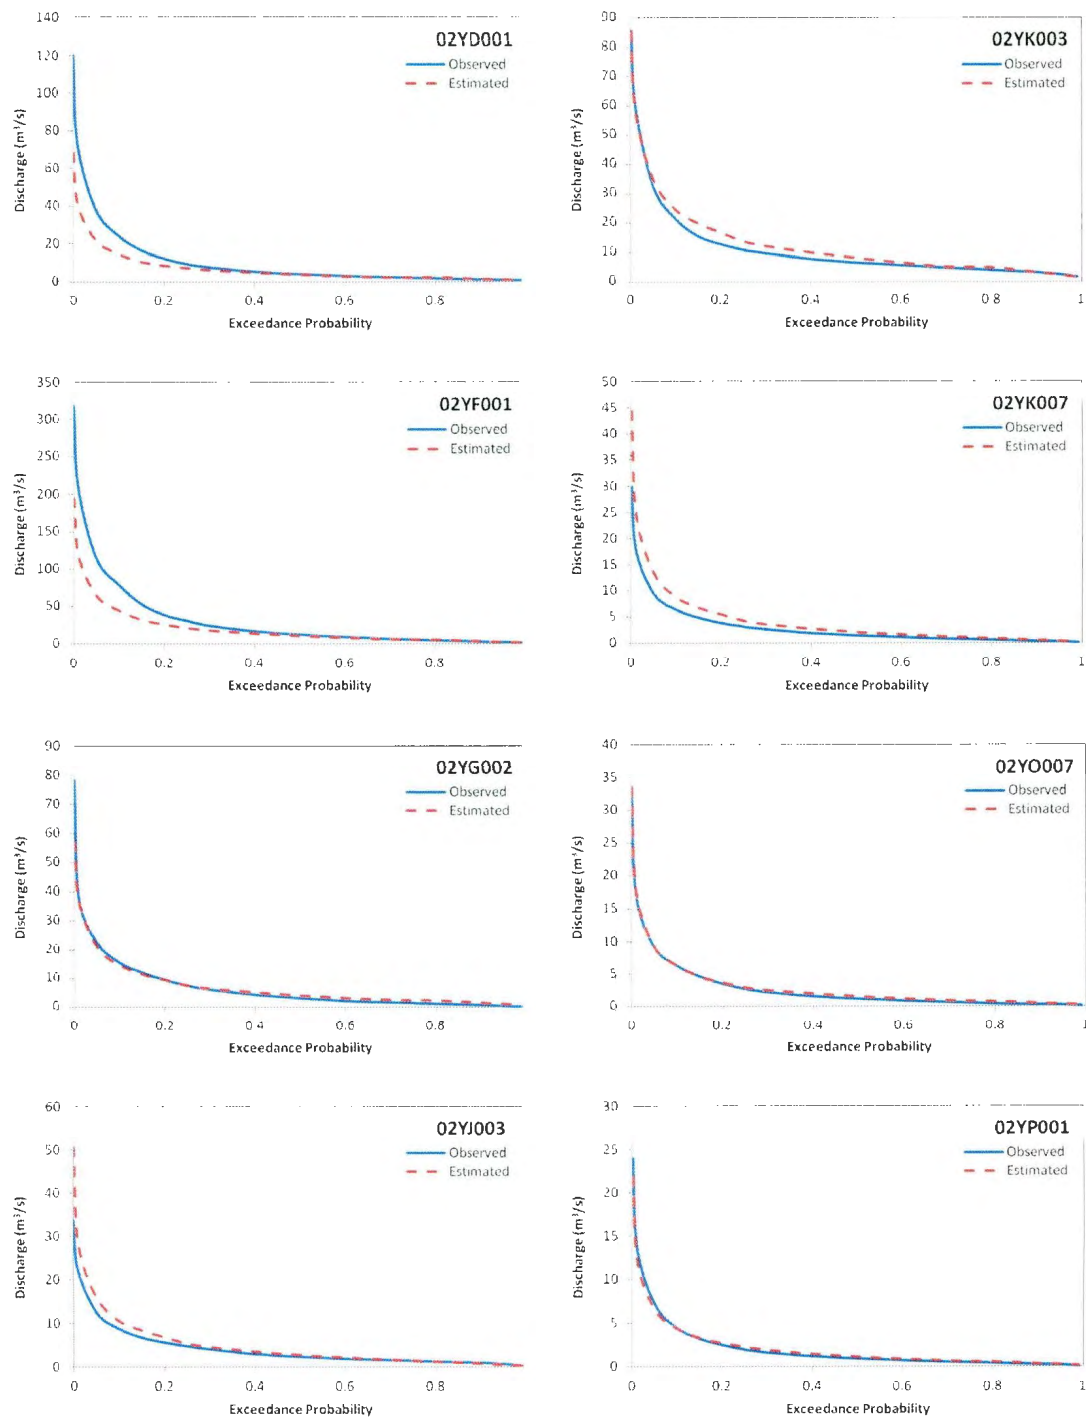 140
120
100
80
60
40
20
0
Discharge (m³/s)
02YD001
Observed
Estimated
0 0.2 0.4 0.6 0.8
Exceedance Probability
90
80
70
60
50
40
30
20
10
0
Discharge (m³/s)
02YK003
Observed
Estimated
0 0.2 0.4 0.6 0.8 1
Exceedance Probability
350
300
250
200
150
100
50
0
Discharge (m³/s)
02YF001
Observed
Estimated
0 0.2 0.4 0.6 0.8
Exceedance Probability
50
45
40
35
30
25
20
15
10
5
0
Discharge (m³/s)
02YK007
Observed
Estimated
0 0.2 0.4 0.6 0.8 1
Exceedance Probability
90
80
70
60
50
40
30
20
10
0
Discharge (m³/s)
02YG002
Observed
Estimated
0 0.2 0.4 0.6 0.8
Exceedance Probability
40
35
30
25
20
15
10
5
0
Discharge (m³/s)
02YO007
Observed
Estimated
0 0.2 0.4 0.6 0.8 1
Exceedance Probability
60
50
40
30
20
10
0
Discharge (m³/s)
02YJ003
Observed
Estimated
0 0.2 0.4 0.6 0.8
Exceedance Probability
30
25
20
15
10
5
0
Discharge (m³/s)
02YP001
Observed
Estimated
0 0.2 0.4 0.6 0.8 1
Exceedance Probability